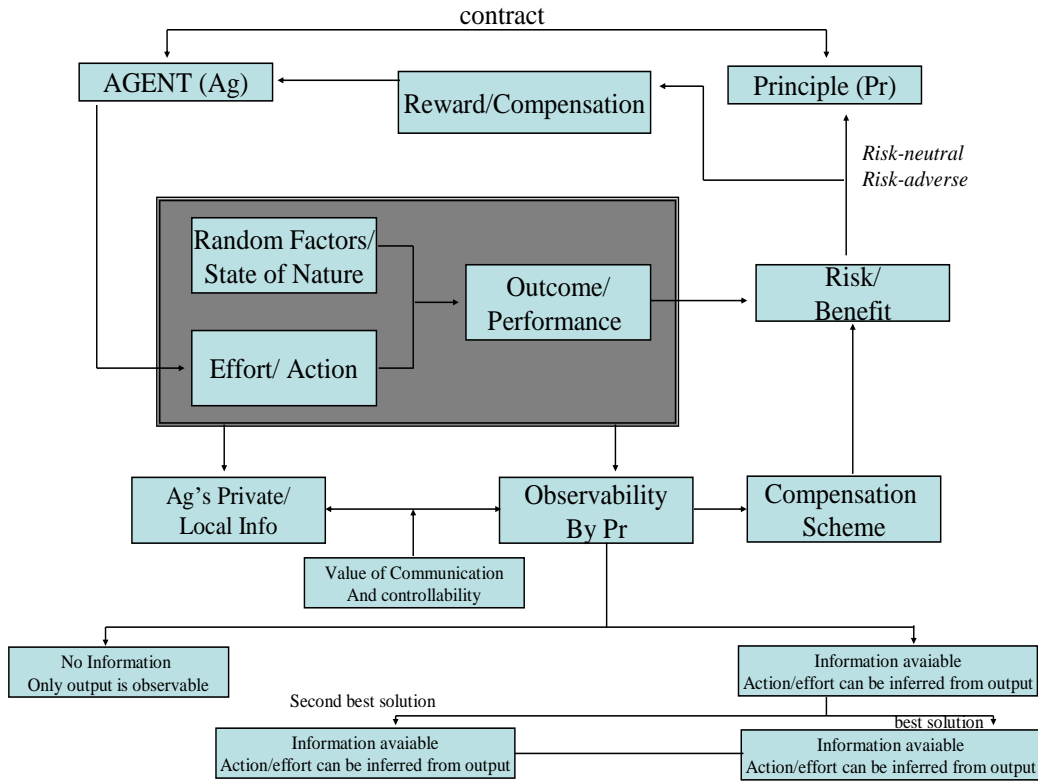 contract
AGENT (Ag)
Reward/Compensation
Principle (Pr)
Risk-neutral
Risk-adverse
Random Factors/
State of Nature
Outcome/
Performance
Risk/
Benefit
Effort/ Action
Ag's Private/
Local Info
Observability
By Pr
Compensation
Scheme
Value of Communication
And controllability
No Information
Only output is observable
Information avaiable
Action/effort can be inferred from output
Second best solution
best solution
Information avaiable
Action/effort can be inferred from output
Information avaiable
Action/effort can be inferred from output